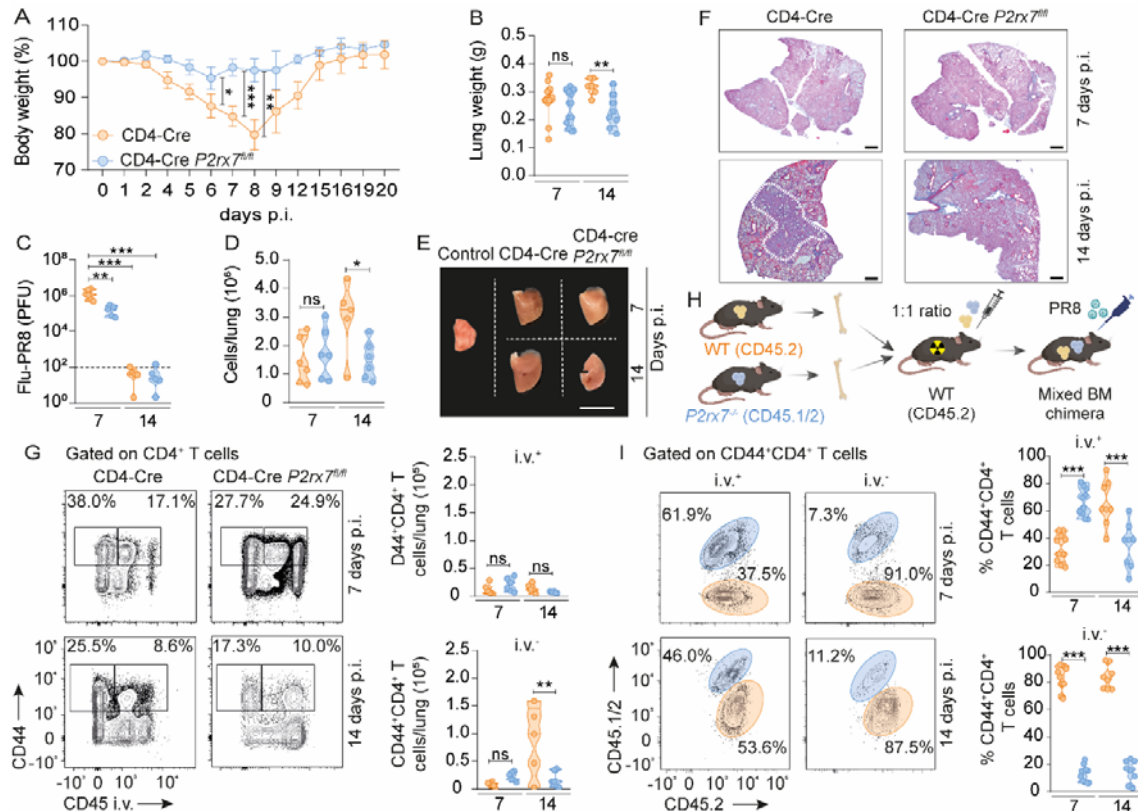 A
Body weight (%)
110
100
90
80
70
* *** **
CD4-Cre
CD4-Cre P2rx7fl/fl
0 1 2 4 5 6 7 8 9 12 15 16 19 20
days p.i.
B
Lung weight (g)
0.5
0.4
0.3
0.2
0.1
0.0
ns **
7 14
C
Flu-PR8 (PFU)
10⁸
10⁶
10⁴
10²
10⁰
***
***
**
7 14
D
Cells/lung (10⁶)
5.0
4.0
3.0
2.0
1.0
0
ns *
7 14
E
Control CD4-Cre CD4-cre
P2rx7fl/fl
7
14
Days p.i.
F
CD4-Cre CD4-Cre P2rx7fl/fl
7 days p.i.
14 days p.i.
H
WT (CD45.2)
P2rx7-/- (CD45.1/2)
1:1 ratio
WT
(CD45.2)
PR8
Mixed BM
chimera
G Gated on CD4⁺ T cells
CD4-Cre CD4-Cre P2rx7fl/fl
38.0% 17.1% 27.7% 24.9%
7 days p.i.
25.5% 8.6% 17.3% 10.0%
14 days p.i.
CD44
CD45 i.v.
i.v.⁺
D44⁺CD4⁺ T
cells/lung (10⁵)
2.5
2.0
1.5
1.0
0.5
0
ns ns
7 14
i.v.⁻
CD44⁺CD4⁺ T
cells/lung (10⁵)
2.5
2.0
1.5
1.0
0.5
0
ns **
7 14
I Gated on CD44⁺CD4⁺ T cells
i.v.⁺ i.v.⁻
61.9% 7.3%
37.5% 91.0%
7 days p.i.
46.0% 11.2%
53.6% 87.5%
14 days p.i.
CD45.1/2
CD45.2
i.v.⁺
% CD44⁺CD4⁺
T cells
100
80
60
40
20
0
*** ***
7 14
i.v.⁻
% CD44⁺CD4⁺
T cells
100
80
60
40
20
0
*** ***
7 14